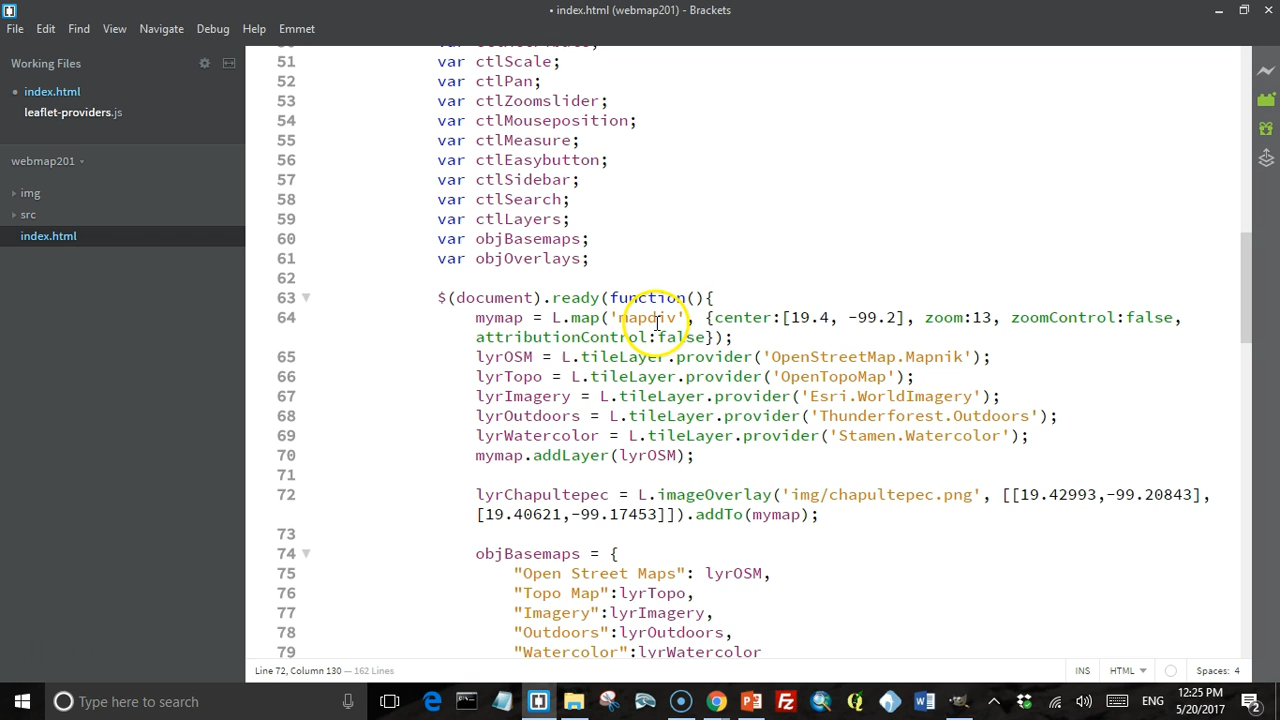 • index.html (webmap201) - Brackets
File Edit Find View Navigate Debug Help Emmet
Working Files
• index.html
leaflet-providers.js
webmap201
img
src
index.html
51 var ctlScale;
52 var ctlPan;
53 var ctlZoomslider;
54 var ctlMouseposition;
55 var ctlMeasure;
56 var ctlEasybutton;
57 var ctlSidebar;
58 var ctlSearch;
59 var ctlLayers;
60 var objBasemaps;
61 var objOverlays;
62
63 $(document).ready(function(){
64 mymap = L.map('mapdiv', {center:[19.4, -99.2], zoom:13, zoomControl:false,
attributionControl:false});
65 lyrOSM = L.tileLayer.provider('OpenStreetMap.Mapnik');
66 lyrTopo = L.tileLayer.provider('OpenTopoMap');
67 lyrImagery = L.tileLayer.provider('Esri.WorldImagery');
68 lyrOutdoors = L.tileLayer.provider('Thunderforest.Outdoors');
69 lyrWatercolor = L.tileLayer.provider('Stamen.Watercolor');
70 mymap.addLayer(lyrOSM);
71
72 lyrChapultepec = L.imageOverlay('img/chapultepec.png', [[19.42993,-99.20843],
[19.40621,-99.17453]]).addTo(mymap);
73
74 objBasemaps = {
75 "Open Street Maps": lyrOSM,
76 "Topo Map":lyrTopo,
77 "Imagery":lyrImagery,
78 "Outdoors":lyrOutdoors,
79 "Watercolor":lyrWatercolor
Line 72, Column 130 — 162 Lines INS HTML Spaces: 4
Type here to search ENG 12:25 PM
5/20/2017